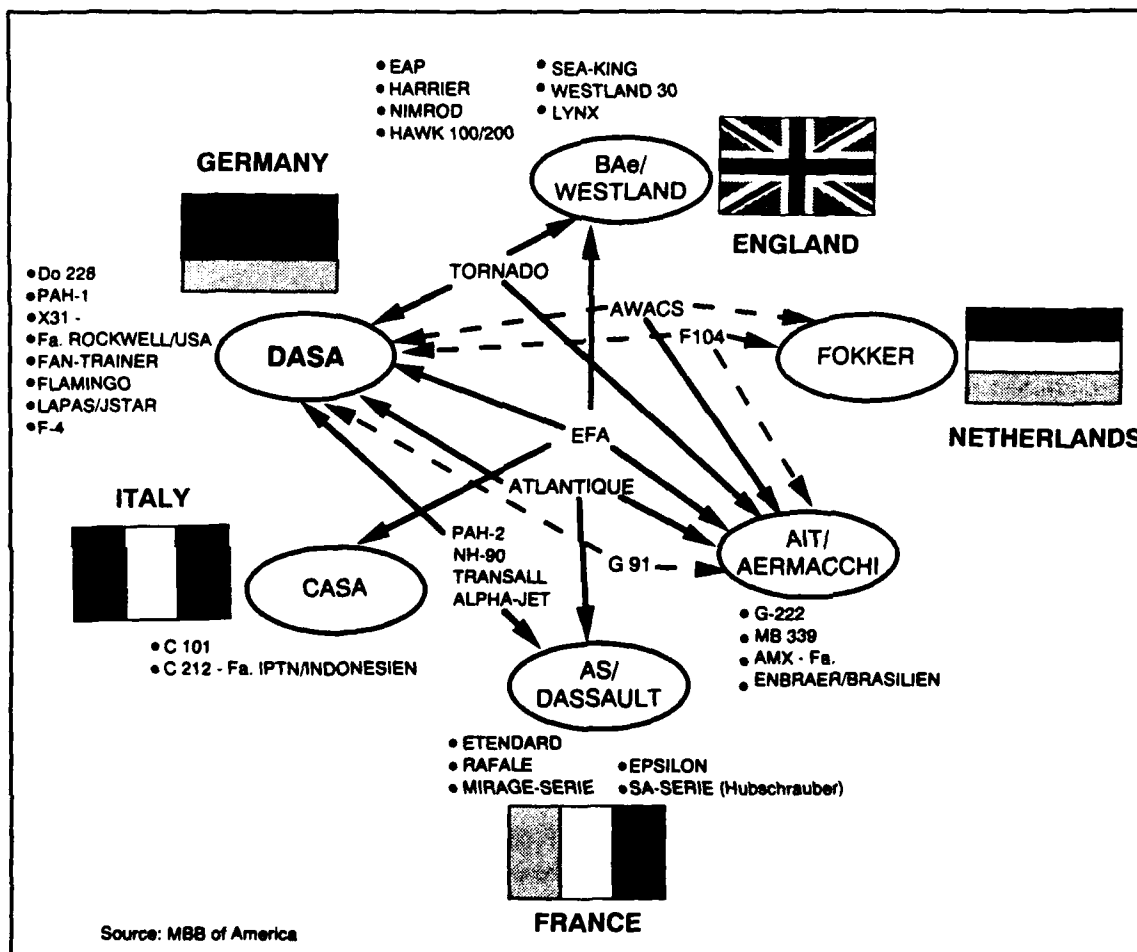 • EAP
• HARRIER
• NIMROD
• HAWK 100/200
• SEA-KING
• WESTLAND 30
• LYNX
BAe/
WESTLAND
ENGLAND
GERMANY
• Do 228
• PAH-1
• X31 -
• Fa. ROCKWELL/USA
• FAN-TRAINER
• FLAMINGO
• LAPAS/JSTAR
• F-4
DASA
TORNADO
AWACS
F104
FOKKER
NETHERLANDS
EFA
ATLANTIQUE
PAH-2
NH-90
TRANSALL
ALPHA-JET
G 91
ITALY
CASA
• C 101
• C 212 - Fa. IPTN/INDONESIEN
AIT/
AERMACCHI
• G-222
• MB 339
• AMX - Fa.
• ENBRAER/BRASILIEN
AS/
DASSAULT
• ETENDARD
• RAFALE
• MIRAGE-SERIE
• EPSILON
• SA-SERIE (Hubschrauber)
FRANCE
Source: MBB of America